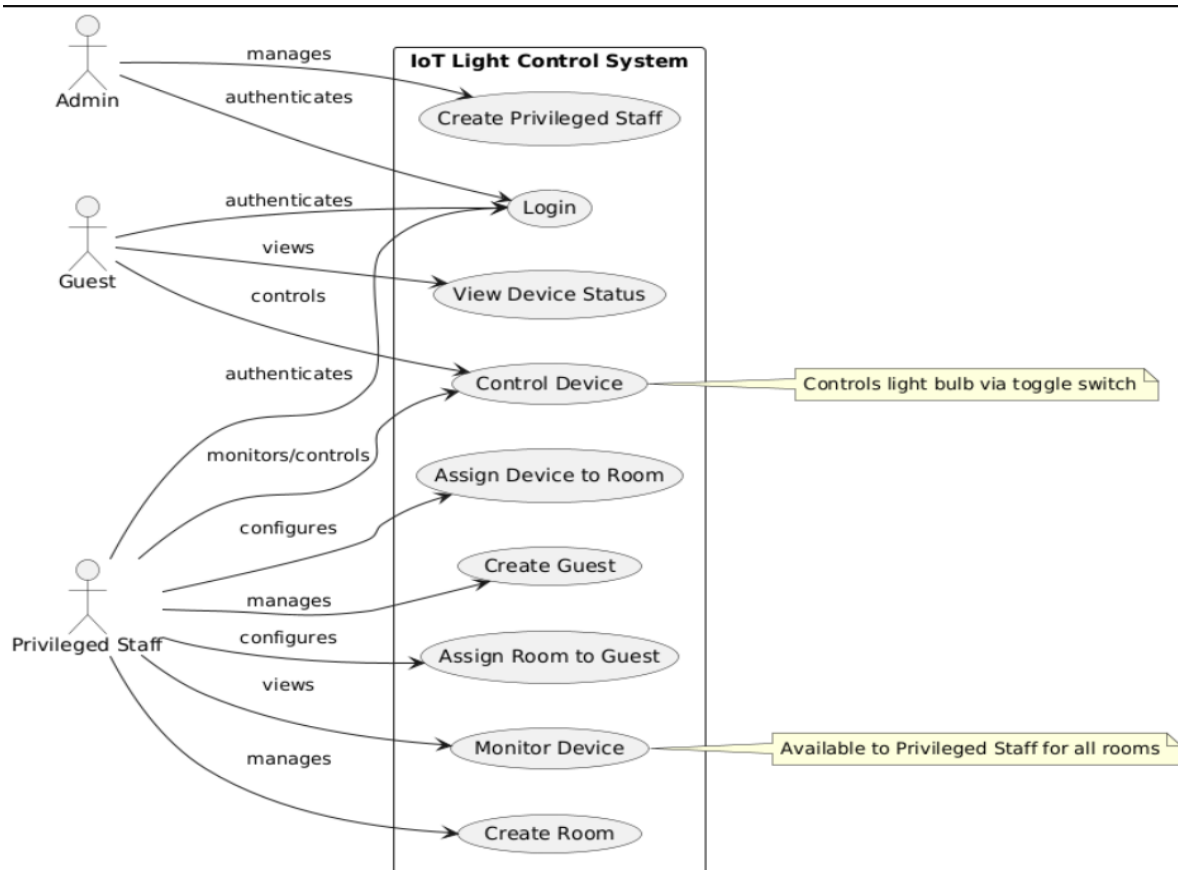 manages
IoT Light Control System
authenticates
Admin
Create Privileged Staff
authenticates
Login
views
Guest
controls
View Device Status
authenticates
Control Device
Controls light bulb via toggle switch
monitors/controls
Assign Device to Room
configures
Create Guest
manages
Privileged Staff
configures
Assign Room to Guest
views
Monitor Device
Available to Privileged Staff for all rooms
manages
Create Room